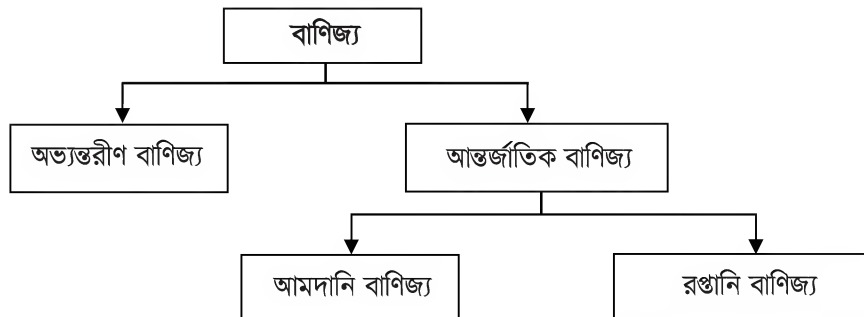 বাণিজ্য
অভ্যন্তরীণ বাণিজ্য
আন্তর্জাতিক বাণিজ্য
আমদানি বাণিজ্য
রপ্তানি বাণিজ্য